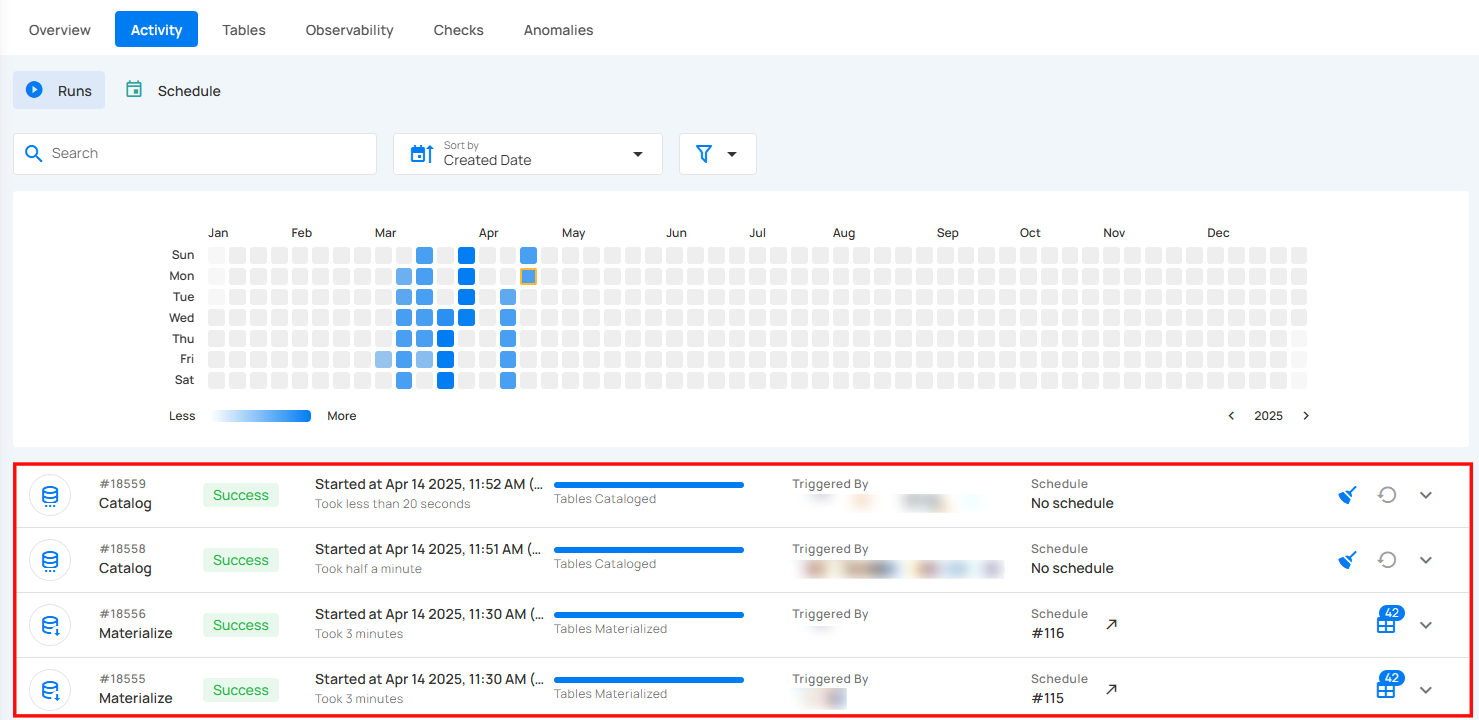 Overview Activity Tables Observability Checks Anomalies
Runs Schedule
Search
Sort by
Created Date
Jan Feb Mar Apr May Jun Jul Aug Sep Oct Nov Dec
Sun
Mon
Tue
Wed
Thu
Fri
Sat
Less More 2025
#18559 Started at Apr 14 2025, 11:52 AM (... Triggered By Schedule
Catalog Success Took less than 20 seconds Tables Cataloged No schedule
#18558 Started at Apr 14 2025, 11:51 AM (... Triggered By Schedule
Catalog Success Took half a minute Tables Cataloged No schedule
#18556 Started at Apr 14 2025, 11:30 AM (... Triggered By Schedule 42
Materialize Success Took 3 minutes Tables Materialized #116
#18555 Started at Apr 14 2025, 11:30 AM (... Triggered By Schedule 42
Materialize Success Took 3 minutes Tables Materialized #115